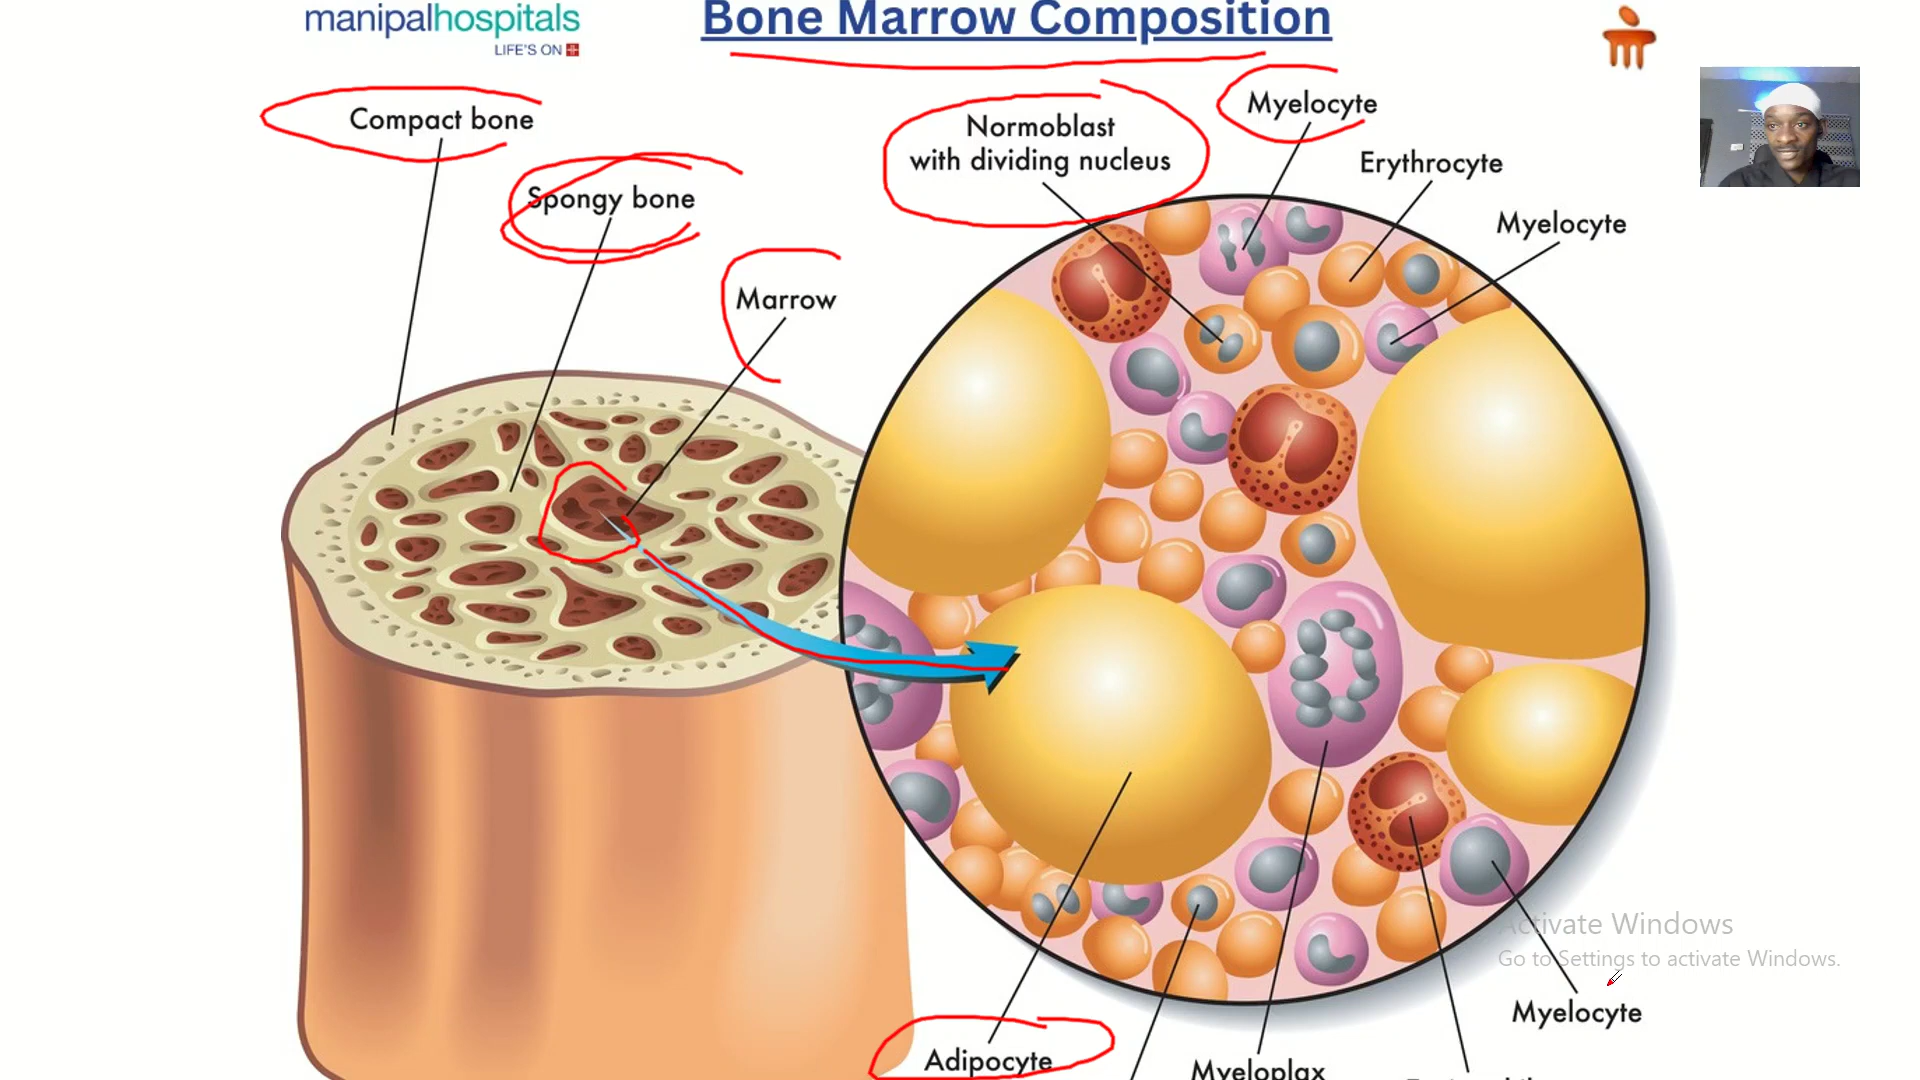 manipalhospitals
LIFE'S ON
Bone Marrow Composition
Compact bone
Spongy bone
Marrow
Normoblast
with dividing nucleus
Myelocyte
Erythrocyte
Myelocyte
Activate Windows
Go to Settings to activate Windows.
Myelocyte
Adipocyte
Myeloplax